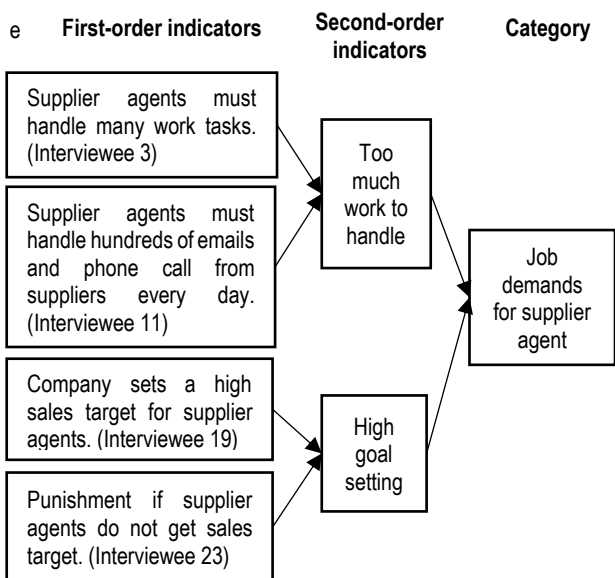 e
First-order indicators
Second-order
indicators
Category
Supplier agents must
handle many work tasks.
(Interviewee 3)
Supplier agents must
handle hundreds of emails
and phone call from
suppliers every day.
(Interviewee 11)
Company sets a high
sales target for supplier
agents. (Interviewee 19)
Punishment if supplier
agents do not get sales
target. (Interviewee 23)
Too
much
work to
handle
High
goal
setting
Job
demands
for supplier
agent